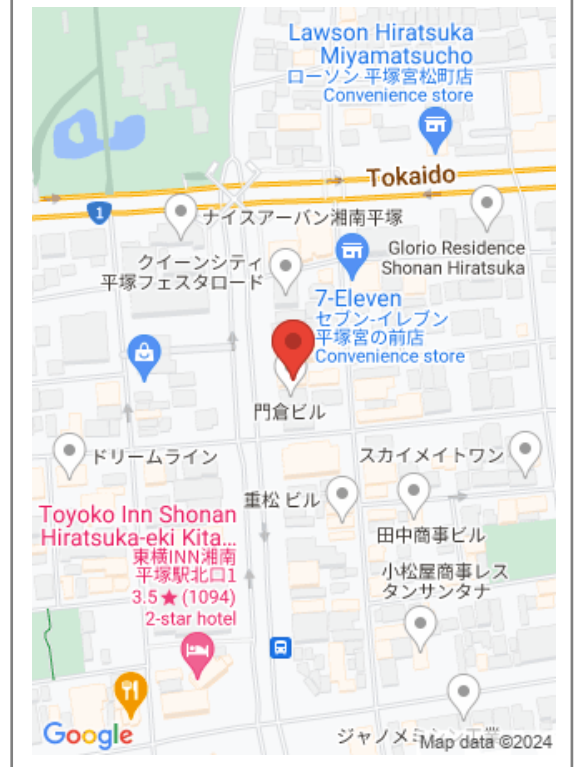 Lawson Hiratsuka
Miyamatsucho
ローソン 平塚宮松町店
Convenience store
Tokaido
1
ナイスアーバン湘南平塚
Glorio Residence
Shonan Hiratsuka
クイーンシティ
平塚フェスタロード
7-Eleven
セブン-イレブン
平塚宮の前店
Convenience store
門倉ビル
ドリームライン
スカイメイトワン
重松 ビル
Toyoko Inn Shonan
Hiratsuka-eki Kita...
東横INN湘南
平塚駅北口1
3.5★(1094)
2-star hotel
田中商事ビル
小松屋商事レス
タンサンタナ
ジャノメミシン
Google
Map data ©2024